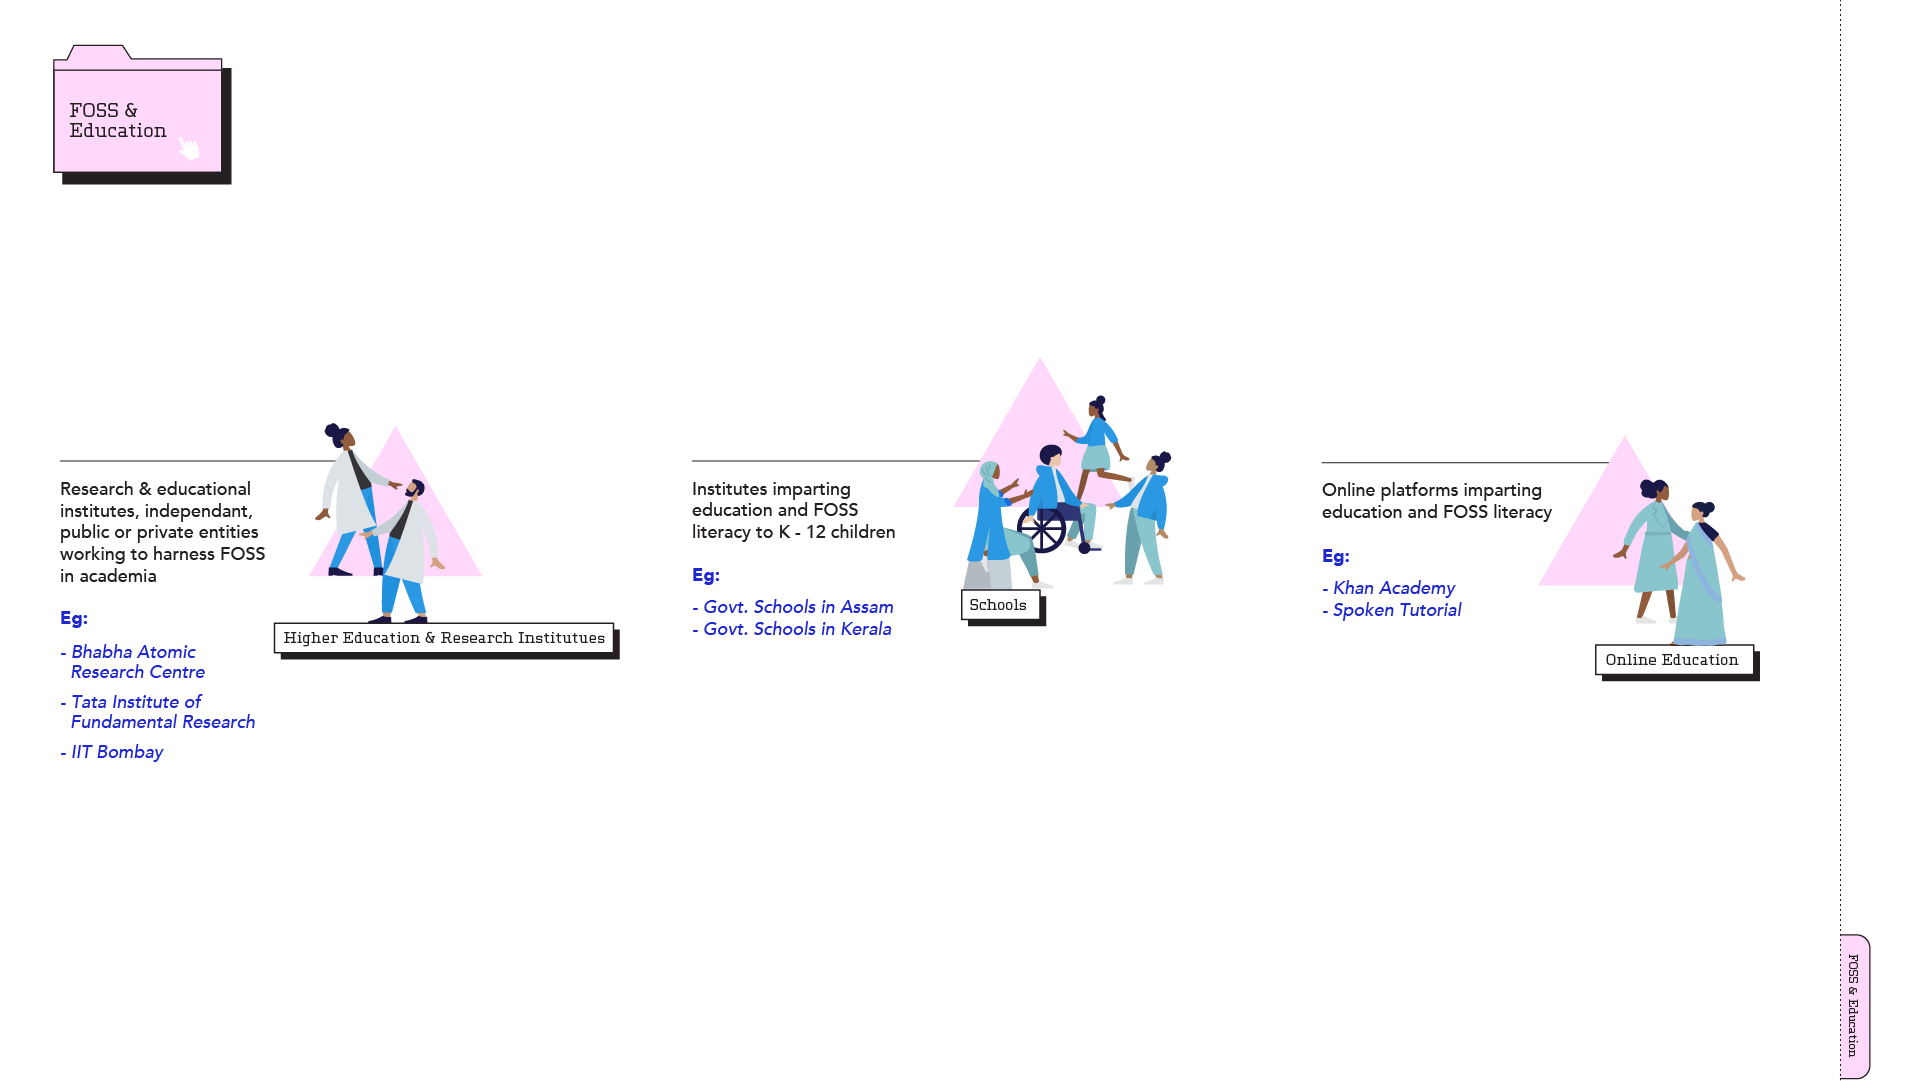 FOSS &
Education
Research & educational
institutes, independant,
public or private entities
working to harness FOSS
in academia
Eg:
- Bhabha Atomic
Research Centre
- Tata Institute of
Fundamental Research
- IIT Bombay
Higher Education & Research Institutues
Institutes imparting
education and FOSS
literacy to K - 12 children
Eg:
- Govt. Schools in Assam
- Govt. Schools in Kerala
Schools
Online platforms imparting
education and FOSS literacy
Eg:
- Khan Academy
- Spoken Tutorial
Online Education
FOSS & Education